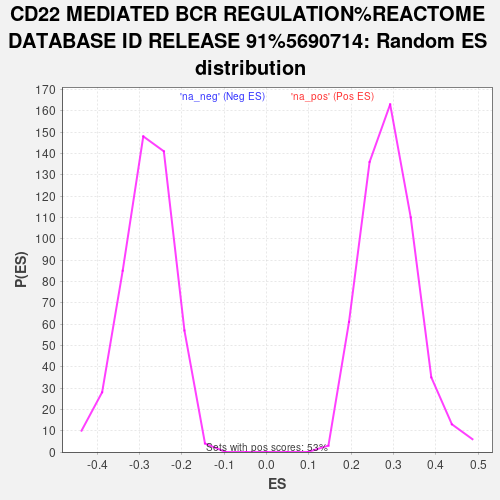 CD22 MEDIATED BCR REGULATION%REACTOME
DATABASE ID RELEASE 91%5690714: Random ES
distribution
'na_neg' (Neg ES) 'na_pos' (Pos ES)
P(ES)
170
160
150
140
130
120
110
100
90
80
70
60
50
40
30
20
10
0
Sets with pos scores: 53%
-0.4 -0.3 -0.2 -0.1 0.0 0.1 0.2 0.3 0.4 0.5
ES